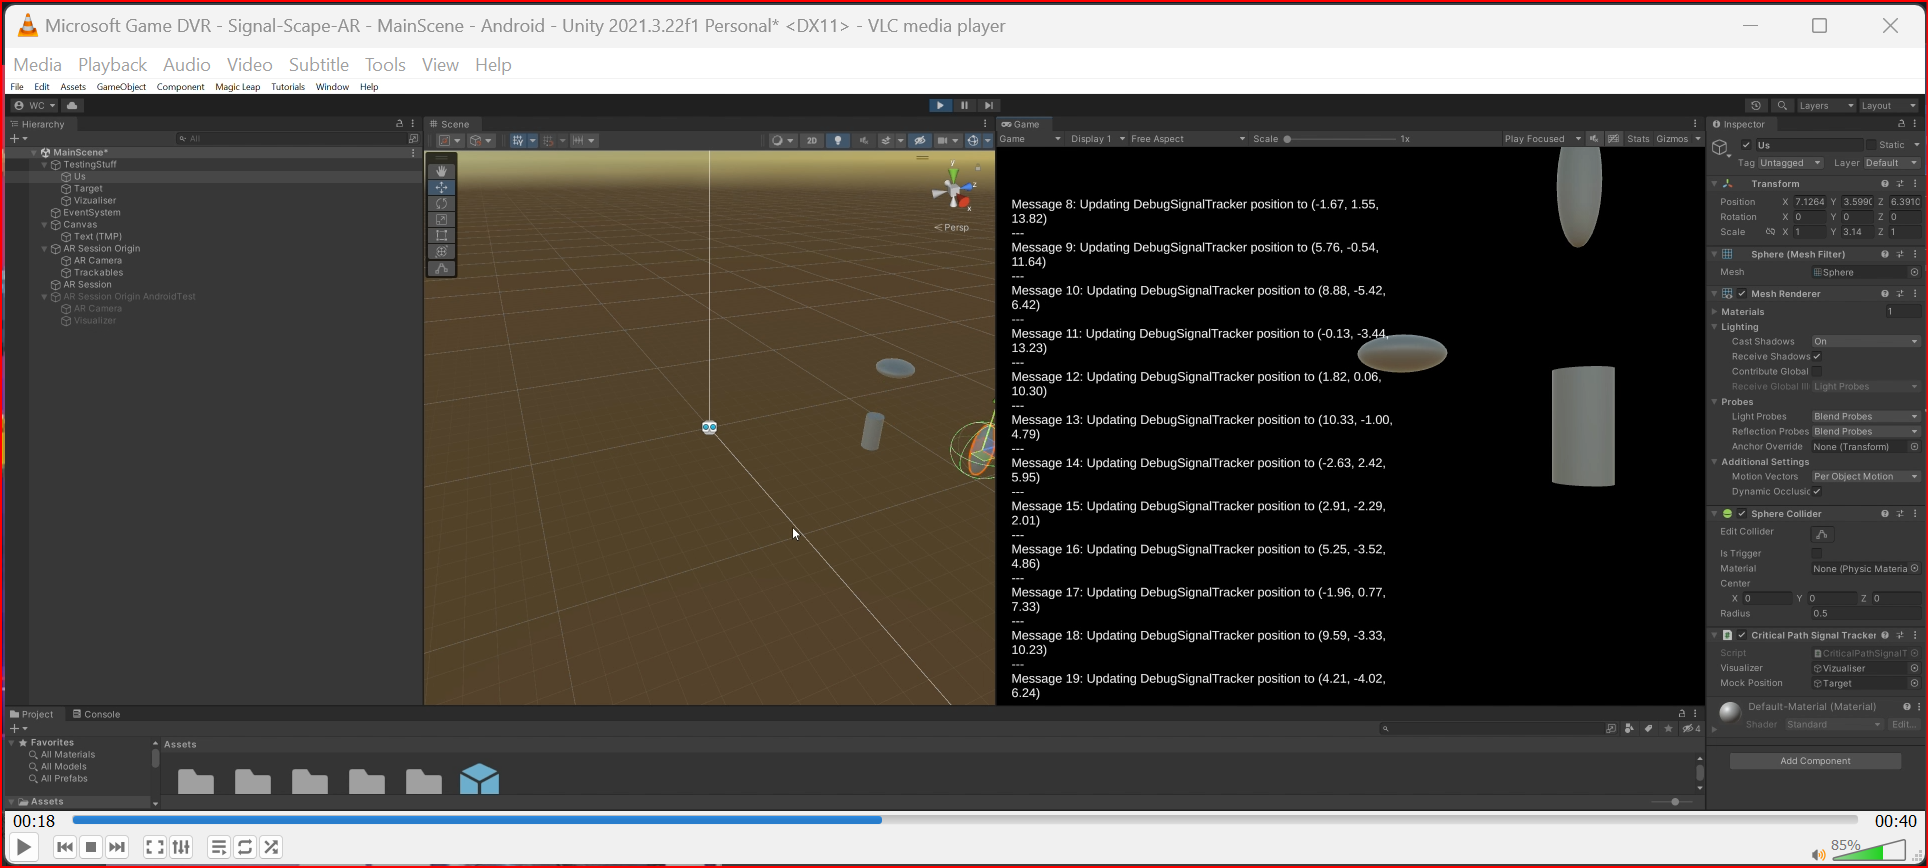 Microsoft Game DVR - Signal-Scape-AR - MainScene - Android - Unity 2021.3.22f1 Personal* <DX11> - VLC media player
Media Playback Audio Video Subtitle Tools View Help
File Edit Assets GameObject Component Magic Leap Tutorials Window Help
WC
Layers
Layout
Hierarchy
All
MainScene*
TestingStuff
Us
Target
Vizualiser
EventSystem
Canvas
Text (TMP)
AR Session Origin
AR Camera
Trackables
AR Session
AR Session Origin AndroidTest
AR Camera
Visualizer
Scene
2D
y
z
x
< Persp
Game
Game Display 1 Free Aspect Scale 1x Play Focused Stats Gizmos
Message 8: Updating DebugSignalTracker position to (-1.67, 1.55,
13.82)
---
Message 9: Updating DebugSignalTracker position to (5.76, -0.54,
11.64)
---
Message 10: Updating DebugSignalTracker position to (8.88, -5.42,
6.42)
---
Message 11: Updating DebugSignalTracker position to (-0.13, -3.44,
13.23)
---
Message 12: Updating DebugSignalTracker position to (1.82, 0.06,
10.30)
---
Message 13: Updating DebugSignalTracker position to (10.33, -1.00,
4.79)
---
Message 14: Updating DebugSignalTracker position to (-2.63, 2.42,
5.95)
---
Message 15: Updating DebugSignalTracker position to (2.91, -2.29,
2.01)
---
Message 16: Updating DebugSignalTracker position to (5.25, -3.52,
4.86)
---
Message 17: Updating DebugSignalTracker position to (-1.96, 0.77,
7.33)
---
Message 18: Updating DebugSignalTracker position to (9.59, -3.33,
10.23)
---
Message 19: Updating DebugSignalTracker position to (4.21, -4.02,
6.24)
Inspector
Us Static
Tag Untagged Layer Default
Transform
Position X 7.1264 Y 3.5990 Z 6.3910
Rotation X 0 Y 0 Z 0
Scale X 1 Y 3.14 Z 1
Sphere (Mesh Filter)
Mesh Sphere
Mesh Renderer
Materials 1
Lighting
Cast Shadows On
Receive Shadows
Contribute Global
Receive Global Ill Light Probes
Probes
Light Probes Blend Probes
Reflection Probes Blend Probes
Anchor Override None (Transform)
Additional Settings
Motion Vectors Per Object Motion
Dynamic Occlusic
Sphere Collider
Edit Collider
Is Trigger
Material None (Physic Materia
Center
X 0 Y 0 Z 0
Radius 0.5
Critical Path Signal Tracker
Script CriticalPathSignalT
Visualizer Vizualiser
Mock Position Target
Default-Material (Material)
Shader Standard Edit...
Add Component
Project Console
4
Favorites
All Materials
All Models
All Prefabs
Assets
Assets
00:18
00:40
85%